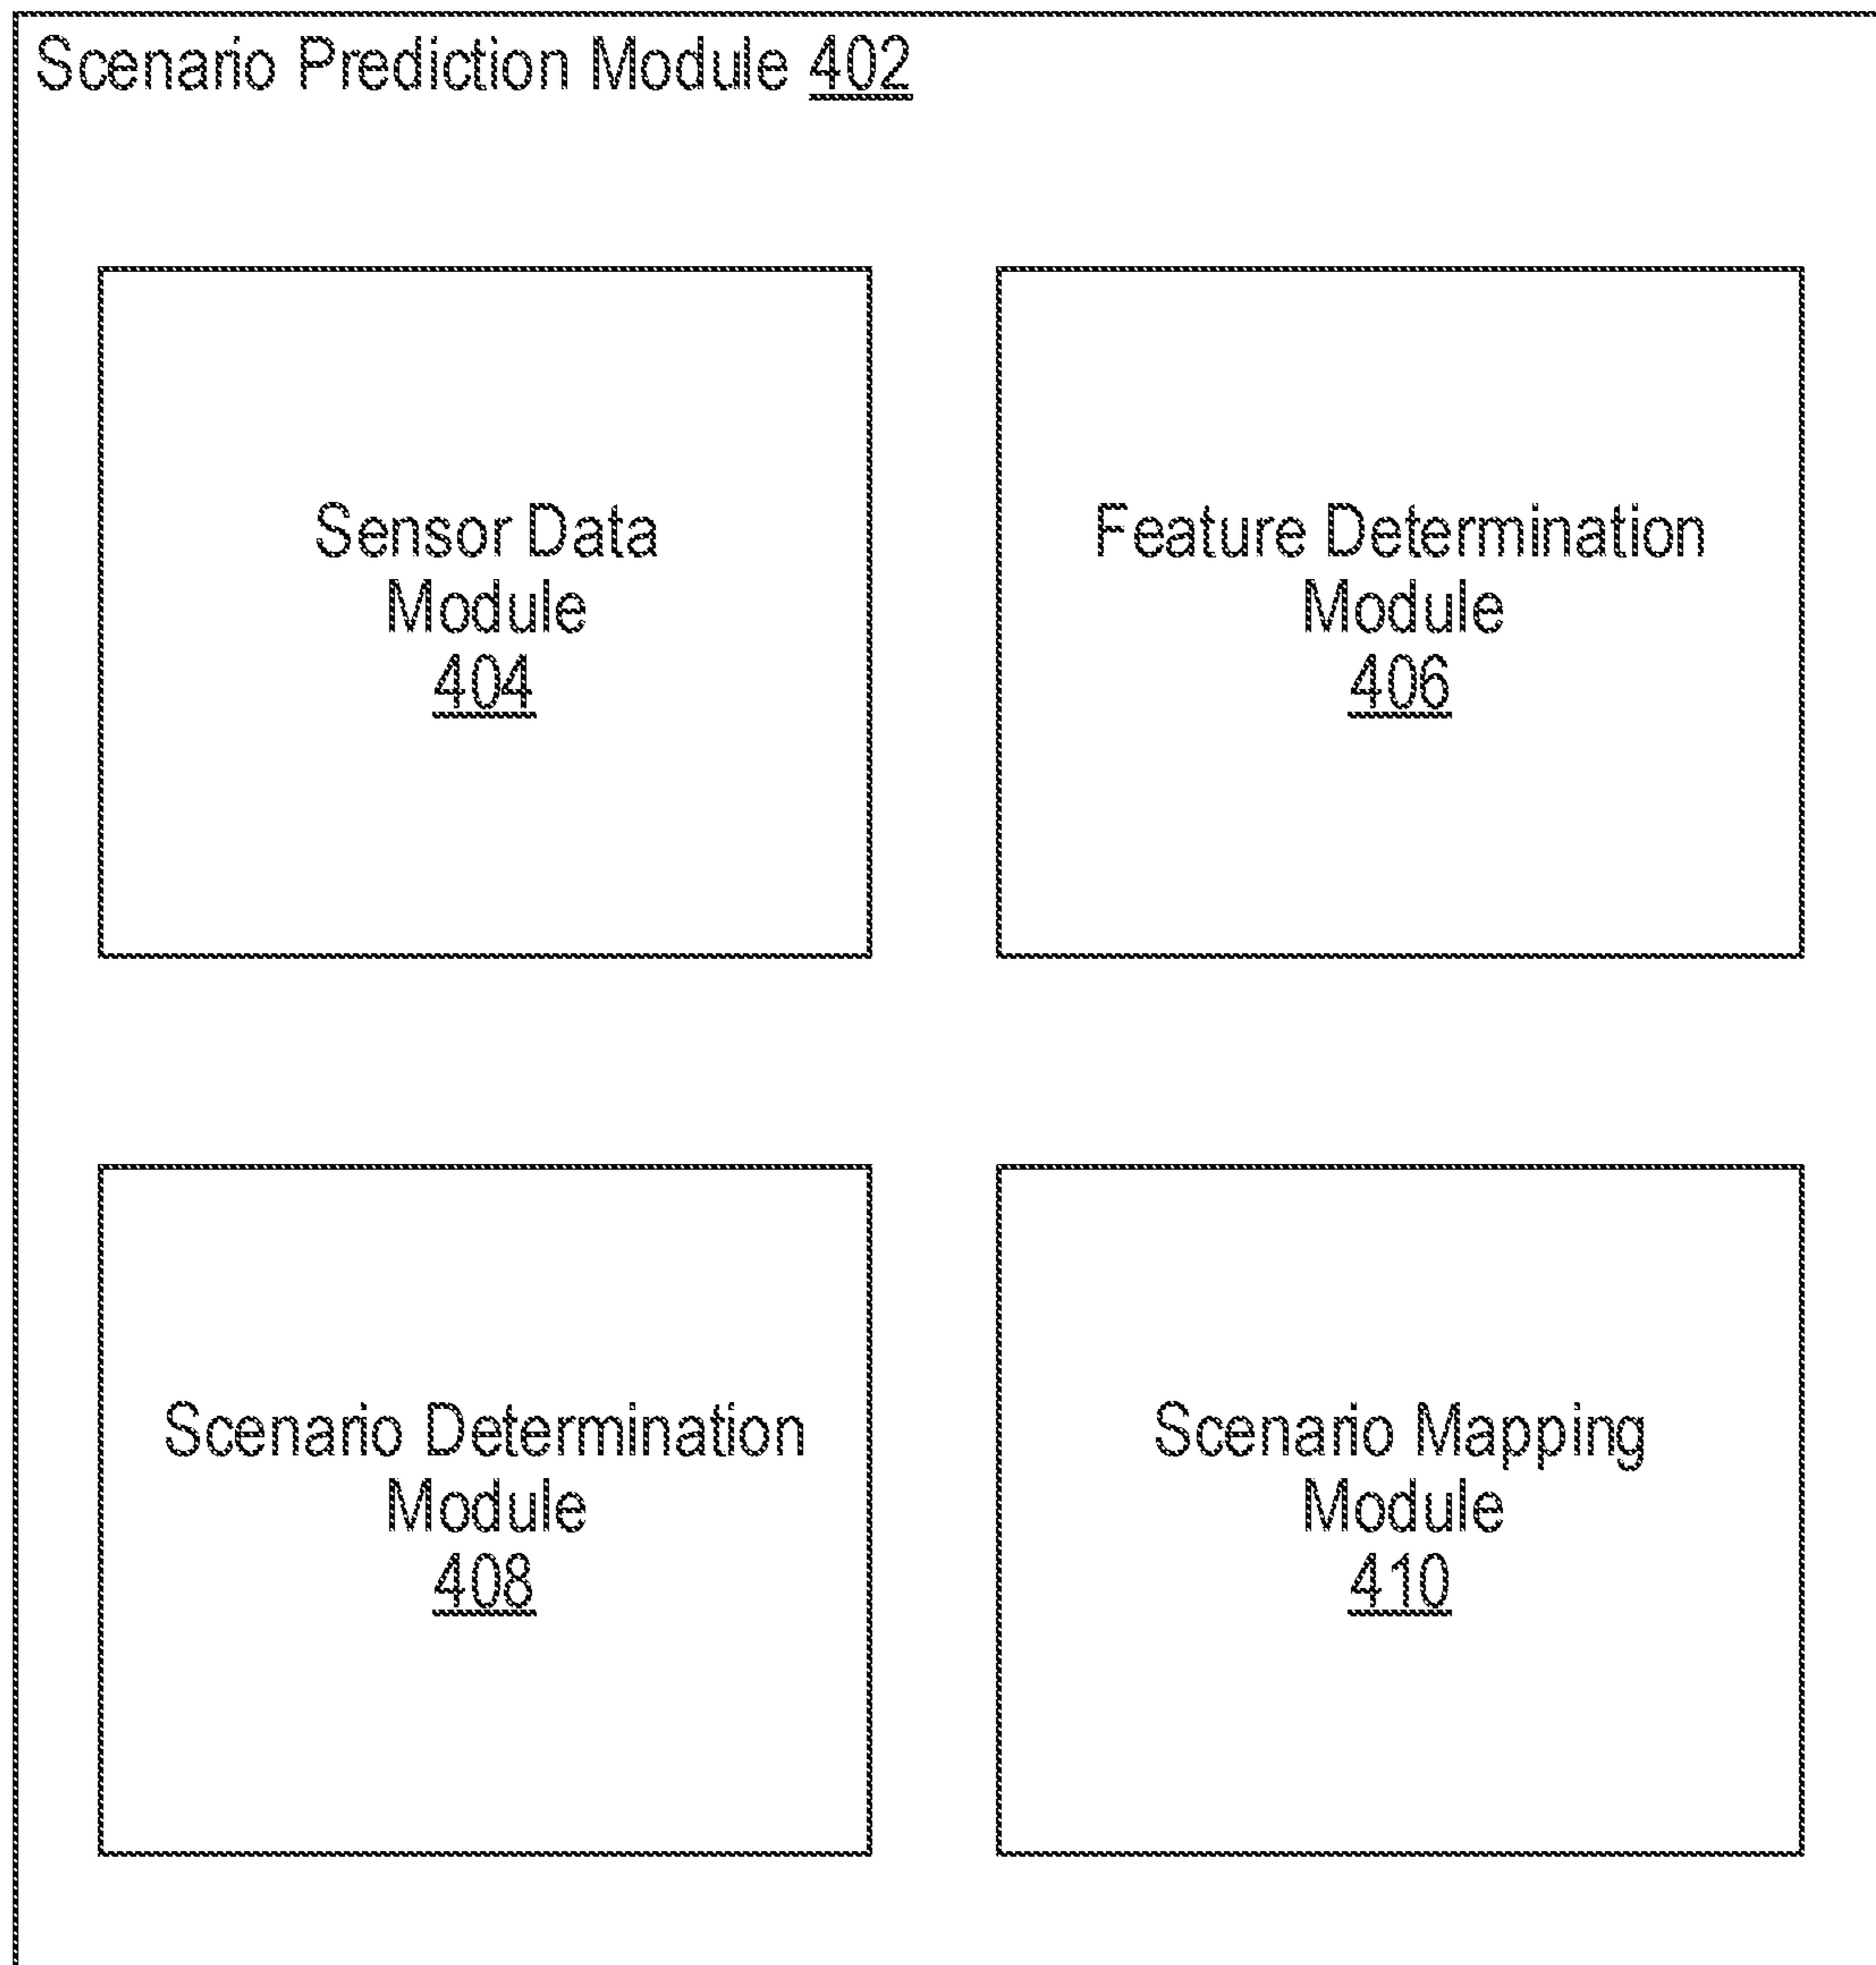 Scenario Prediction Module 402
Sensor Data
Module
404
Feature Determination
Module
406
Scenario Determination
Module
408
Scenario Mapping
Module
410